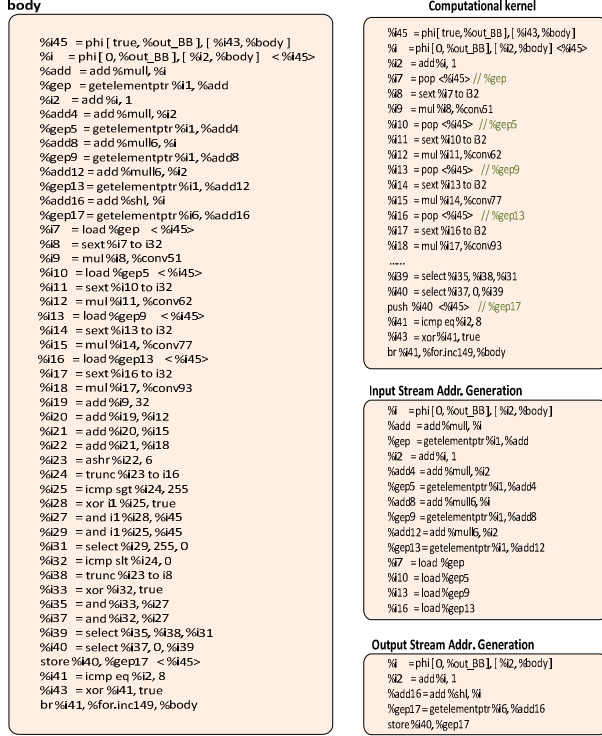 body
%i45 = phi [ true, %out_BB ], [ %i43, %body ]
%i = phi [ 0, %out_BB ], [ %i2, %body ] <%i45>
%add = add %mul, %i
%gep = getelementptr %i1, %add
%i2 = add %i, 1
%add4 = add %mull, %i2
%gep5 = getelementptr %i1, %add4
%add8 = add %mull6, %i
%gep9 = getelementptr %i1, %add8
%add12 = add %mull6, %i2
%gep13 = getelementptr %i1, %add12
%add16 = add %shl, %i
%gep17 = getelementptr %i6, %add16
%i7 = load %gep <%i45>
%i8 = sext %i7 to i32
%i9 = mul %i8, %conv51
%i10 = load %gep5 <%i45>
%i11 = sext %i10 to i32
%i12 = mul %i11, %conv62
%i13 = load %gep9 <%i45>
%i14 = sext %i13 to i32
%i15 = mul %i14, %conv77
%i16 = load %gep13 <%i45>
%i17 = sext %i16 to i32
%i18 = mul %i17, %conv93
%i19 = add %i9, 32
%i20 = add %i19, %i12
%i21 = add %i20, %i15
%i22 = add %i21, %i18
%i23 = ashr %i22, 6
%i24 = trunc %i23 to i16
%i25 = icmp sgt %i24, 255
%i28 = xor i1 %i25, true
%i27 = and i1 %i28, %i45
%i29 = and i1 %i25, %i45
%i31 = select %i29, 255, 0
%i32 = icmp slt %i24, 0
%i38 = trunc %i23 to i8
%i33 = xor %i32, true
%i35 = and %i33, %i27
%i37 = and %i32, %i27
%i39 = select %i35, %i38, %i31
%i40 = select %i37, 0, %i39
store %i40, %gep17 <%i45>
%i41 = icmp eq %i2, 8
%i43 = xor %i41, true
br %i41, %for.inc149, %body
Computational kernel
%i45 = phi [ true, %out_BB ], [ %i43, %body ]
%i = phi [ 0, %out_BB ], [ %i2, %body ] <%i45>
%i2 = add %i, 1
%i7 = pop <%i45> // %gep
%i8 = sext %i7 to i32
%i9 = mul %i8, %conv51
%i10 = pop <%i45> // %gep5
%i11 = sext %i10 to i32
%i12 = mul %i11, %conv62
%i13 = pop <%i45> // %gep9
%i14 = sext %i13 to i32
%i15 = mul %i14, %conv77
%i16 = pop <%i45> // %gep13
%i17 = sext %i16 to i32
%i18 = mul %i17, %conv93
......
%i39 = select %i35, %i38, %i31
%i40 = select %i37, 0, %i39
push %i40 <%i45> // %gep17
%i41 = icmp eq %i2, 8
%i43 = xor %i41, true
br %i41, %for.inc149, %body
Input Stream Addr. Generation
%i = phi [ 0, %out_BB ], [ %i2, %body ]
%add = add %mull, %i
%gep = getelementptr %i1, %add
%i2 = add %i, 1
%add4 = add %mull, %i2
%gep5 = getelementptr %i1, %add4
%add8 = add %mull6, %i
%gep9 = getelementptr %i1, %add8
%add12 = add %mull6, %i2
%gep13 = getelementptr %i1, %add12
%i7 = load %gep
%i10 = load %gep5
%i13 = load %gep9
%i16 = load %gep13
Output Stream Addr. Generation
%i = phi [ 0, %out_BB ], [ %i2, %body ]
%i2 = add %i, 1
%add16 = add %shl, %i
%gep17 = getelementptr %i6, %add16
store %i40, %gep17